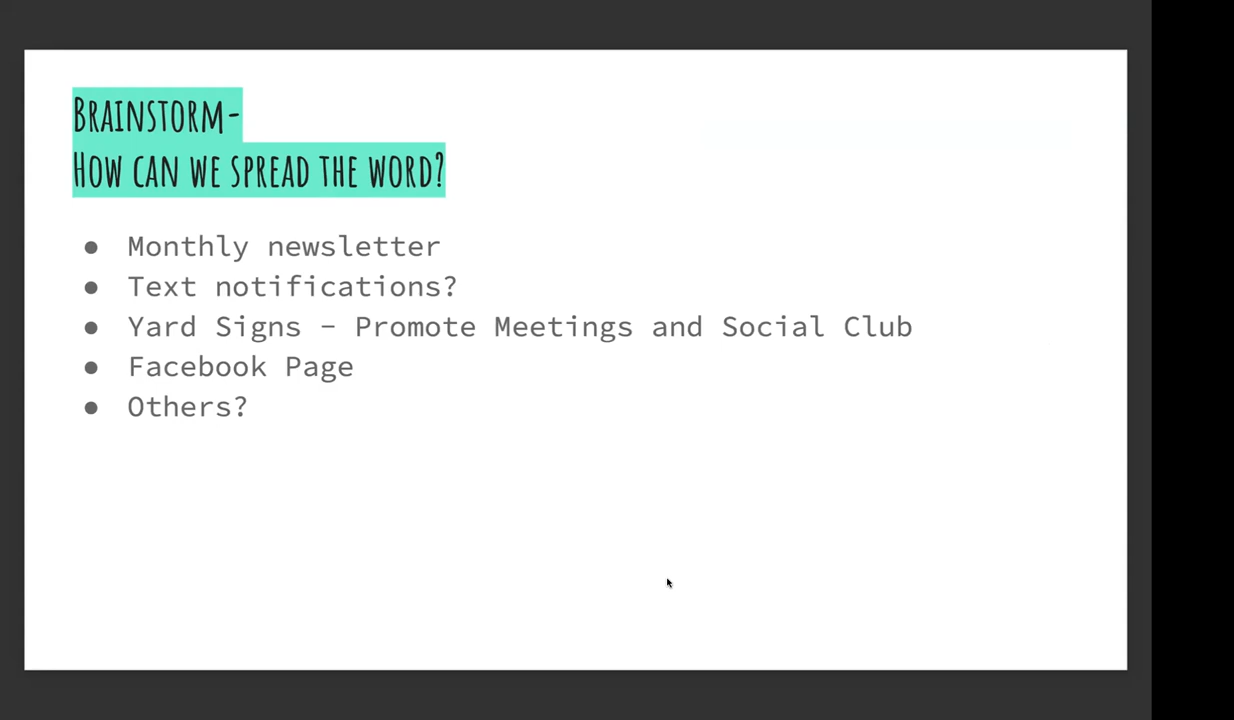 Brainstorm-
How can we spread the word?
● Monthly newsletter
● Text notifications?
● Yard Signs - Promote Meetings and Social Club
● Facebook Page
● Others?